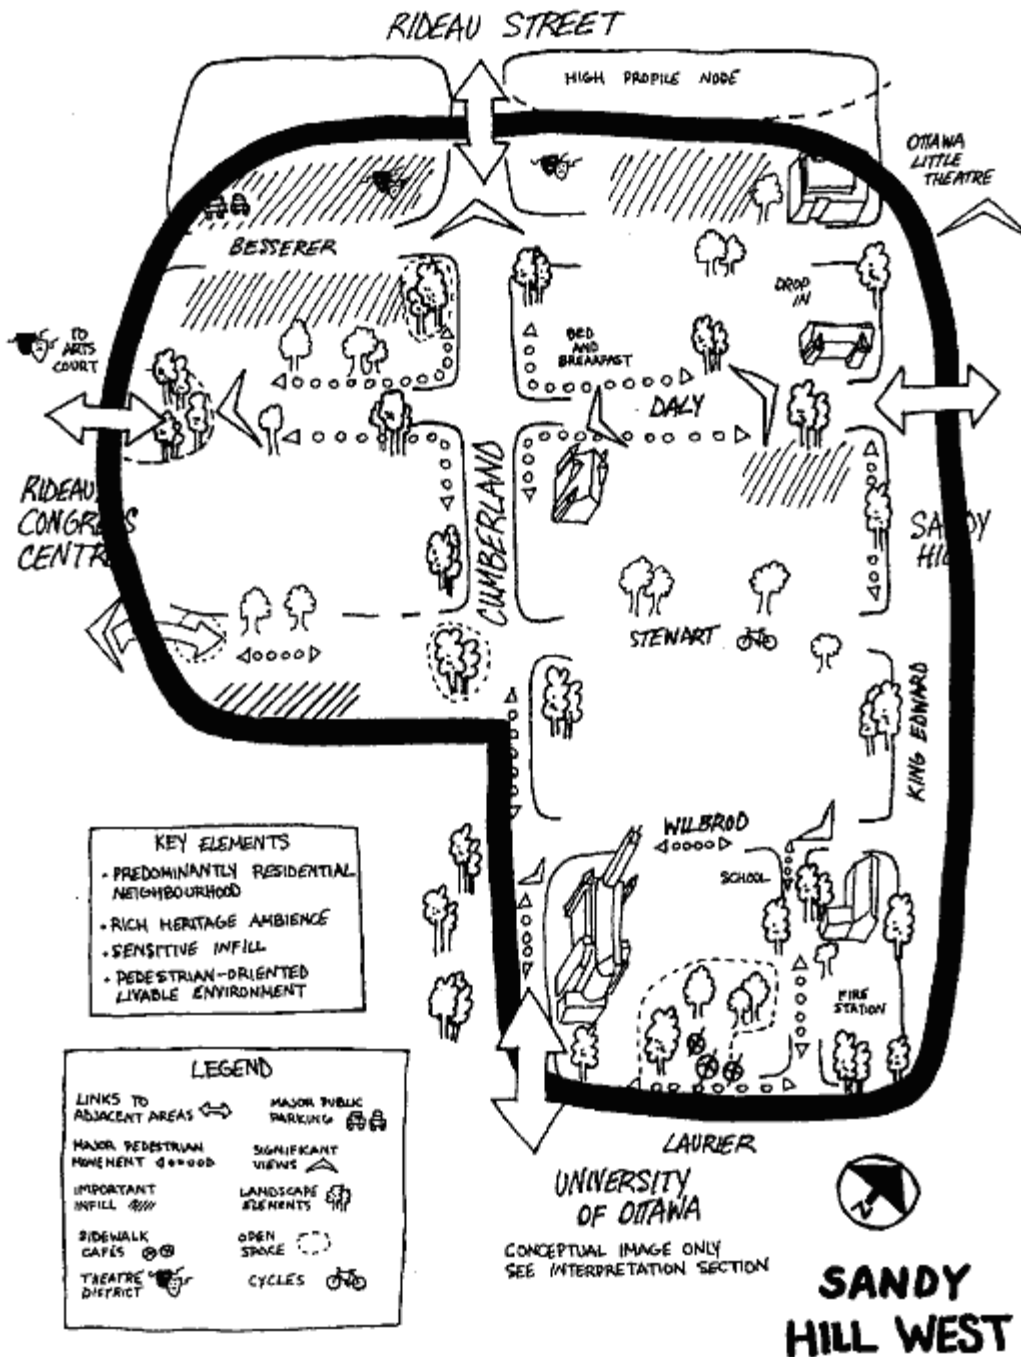 RIDEAU STREET
HIGH PROFILE NODE
OTTAWA
LITTLE
THEATRE
BESSERER
DROP
IN
TO
ARTS
COURT
BED
AND
BREAKFAST
DALY
RIDEAU
CONGRESS
CENTRE
CUMBERLAND
SANDY
HILL
STEWART
KING EDWARD
WILBROD
SCHOOL
FIRE
STATION
KEY ELEMENTS
• PREDOMINANTLY RESIDENTIAL
NEIGHBOURHOOD
• RICH HERITAGE AMBIENCE
• SENSITIVE INFILL
• PEDESTRIAN-ORIENTED
LIVABLE ENVIRONMENT
LEGEND
LINKS TO
ADJACENT AREAS
MAJOR PUBLIC
PARKING
MAJOR PEDESTRIAN
MOVEMENT
SIGNIFICANT
VIEWS
IMPORTANT
INFILL
LANDSCAPE
ELEMENTS
SIDEWALK
CAFÉS
OPEN
SPACE
THEATRE
DISTRICT
CYCLES
LAURIER
UNIVERSITY
OF OTTAWA
CONCEPTUAL IMAGE ONLY
SEE INTERPRETATION SECTION
N
SANDY
HILL WEST